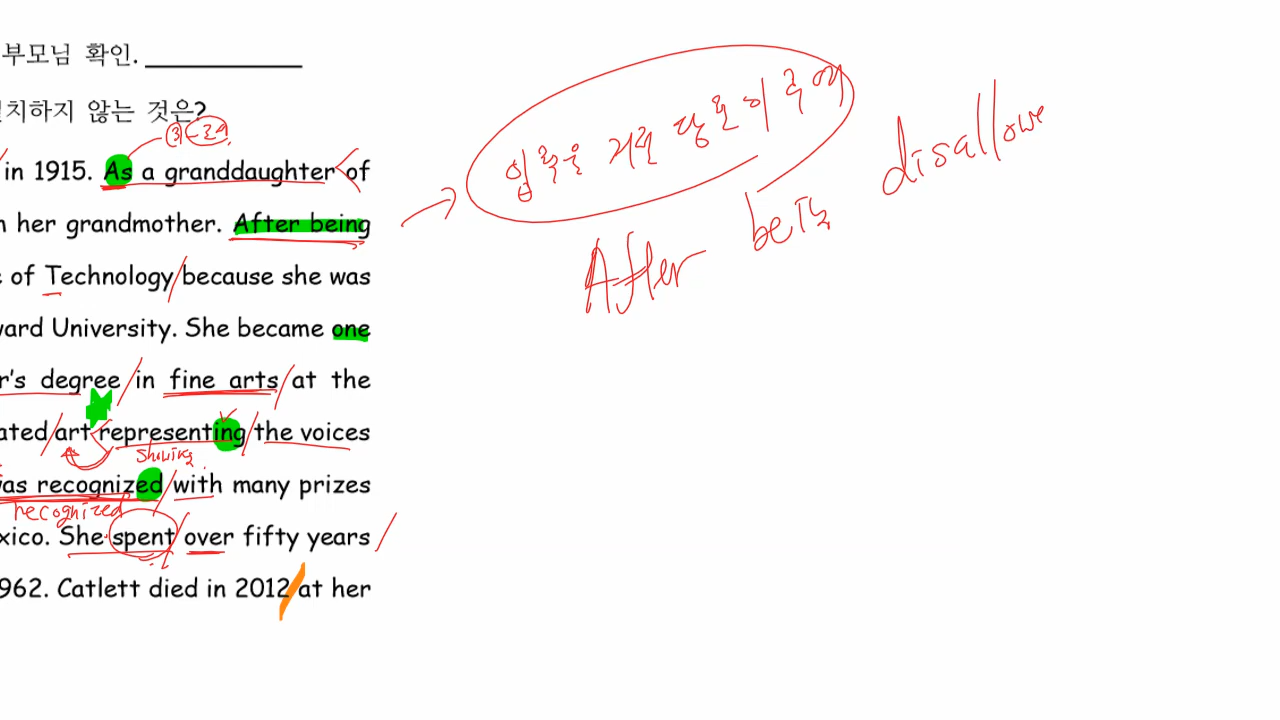 부모님 확인.
치하지 않는 것은?
in 1915. As a granddaughter of
her grandmother. After being
of Technology / because she was
ward University. She became one
r's degree / in fine arts / at the
ated / art representing / the voices
showing
as recognized / with many prizes
recognized
xico. She spent / over fifty years /
962. Catlett died in 2012 / at her
입학을 거절 당한 이후에
After being disallowe